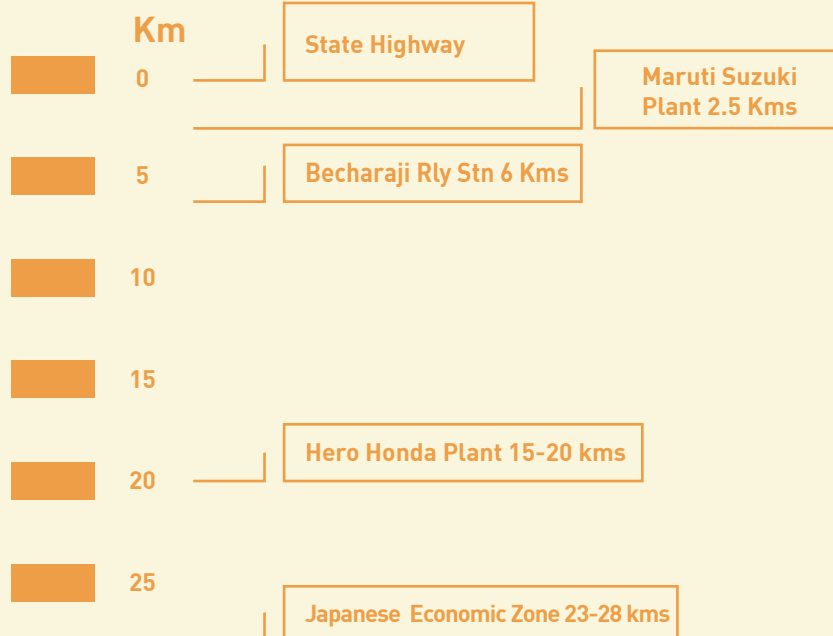 Km
0
State Highway
Maruti Suzuki
Plant 2.5 Kms
5
Becharaji Rly Stn 6 Kms
10
15
Hero Honda Plant 15-20 kms
20
25
Japanese Economic Zone 23-28 kms